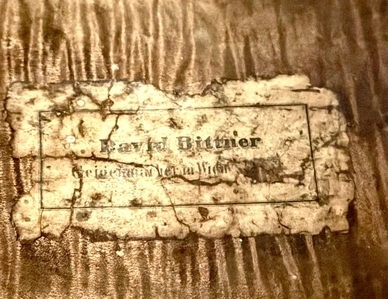 David Bittner
Geigenmacher in Wien